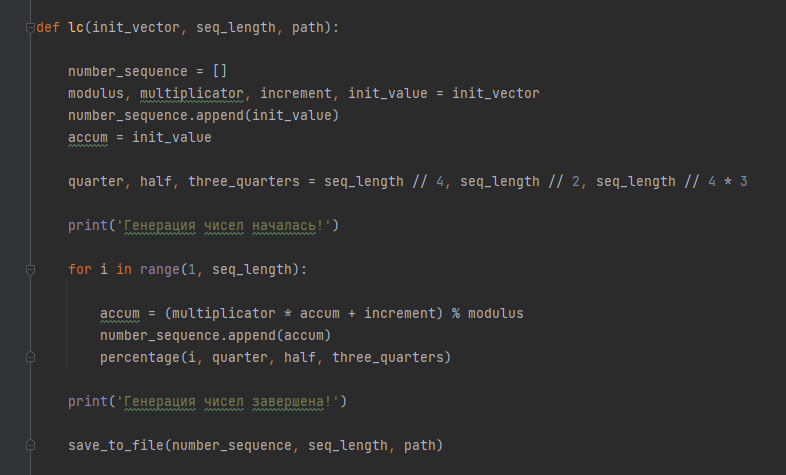 def lc(init_vector, seq_length, path):
number_sequence = []
modulus, multiplicator, increment, init_value = init_vector
number_sequence.append(init_value)
accum = init_value
quarter, half, three_quarters = seq_length // 4, seq_length // 2, seq_length // 4 * 3
print('Генерация чисел началась!')
for i in range(1, seq_length):
accum = (multiplicator * accum + increment) % modulus
number_sequence.append(accum)
percentage(i, quarter, half, three_quarters)
print('Генерация чисел завершена!')
save_to_file(number_sequence, seq_length, path)